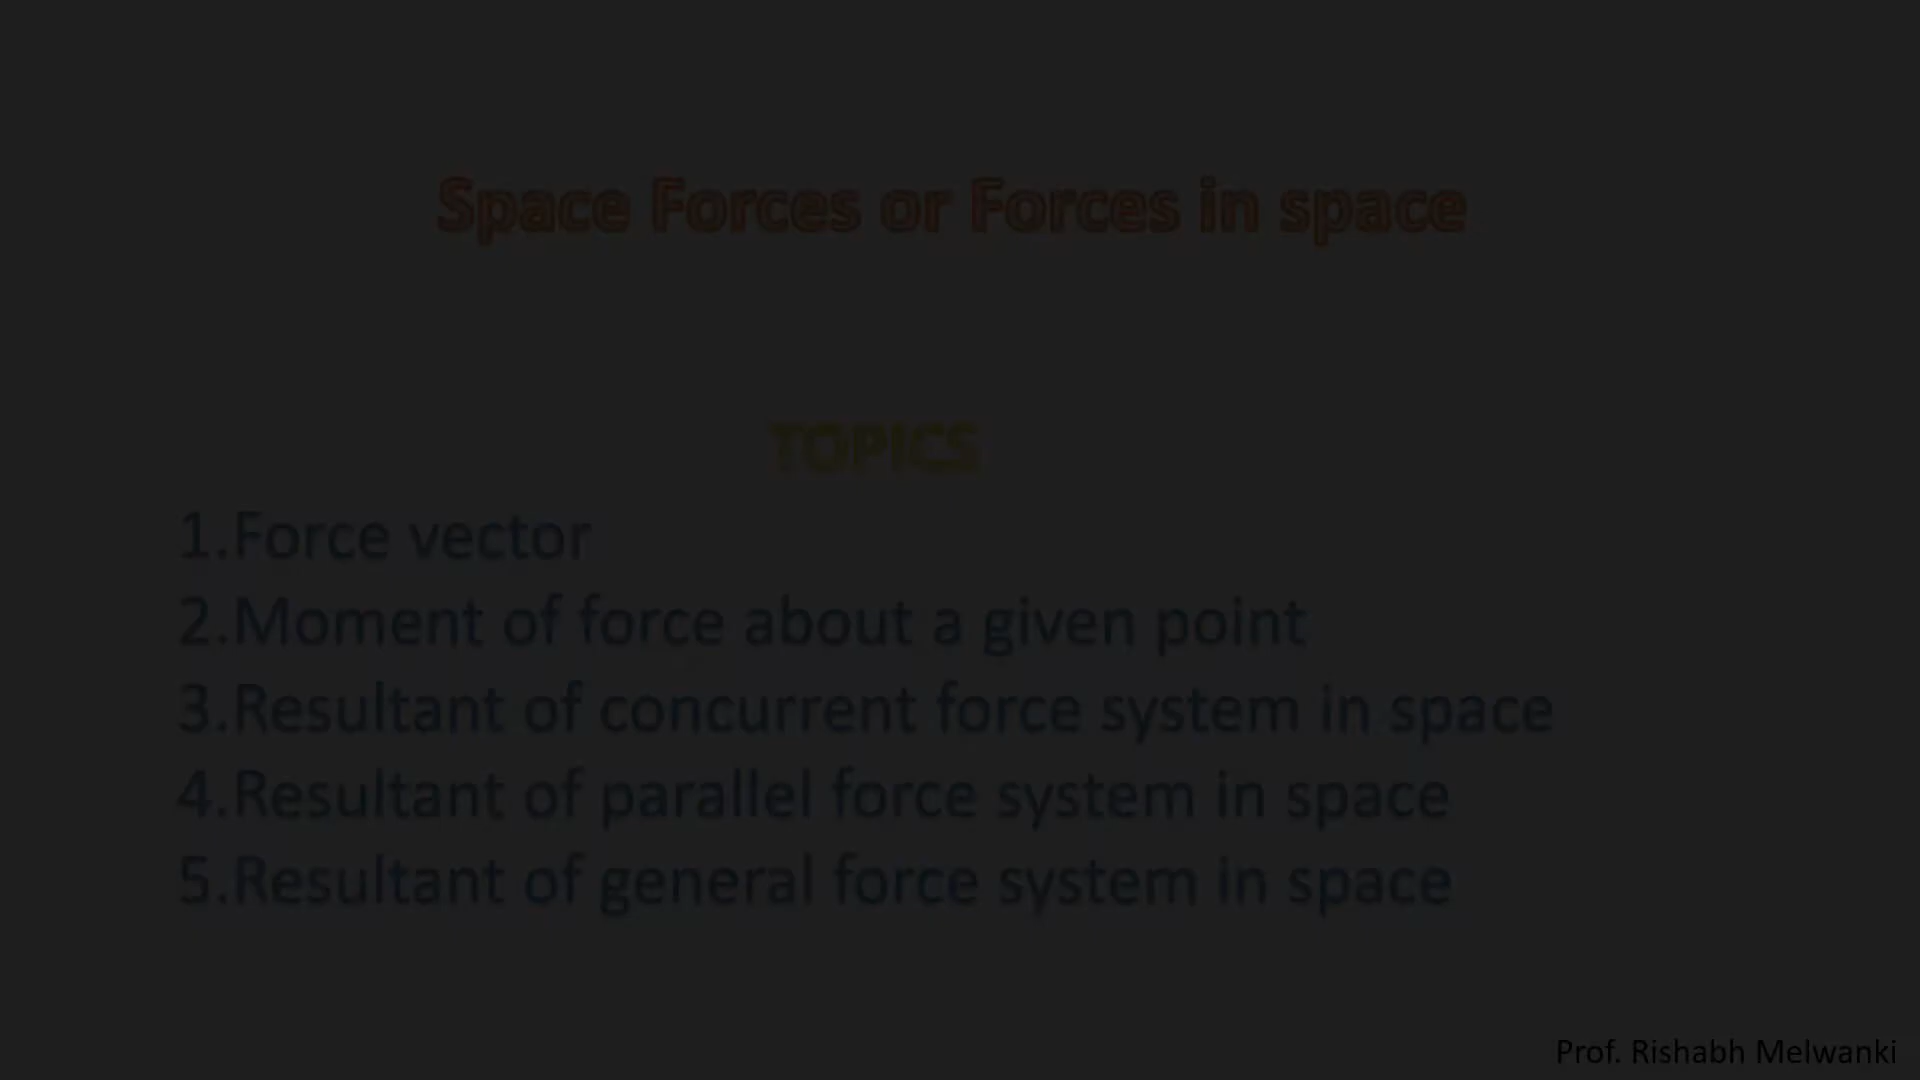 Space Forces or Forces in space
TOPICS
1.Force vector
2.Moment of force about a given point
3.Resultant of concurrent force system in space
4.Resultant of parallel force system in space
5.Resultant of general force system in space
Prof. Rishabh Melwanki